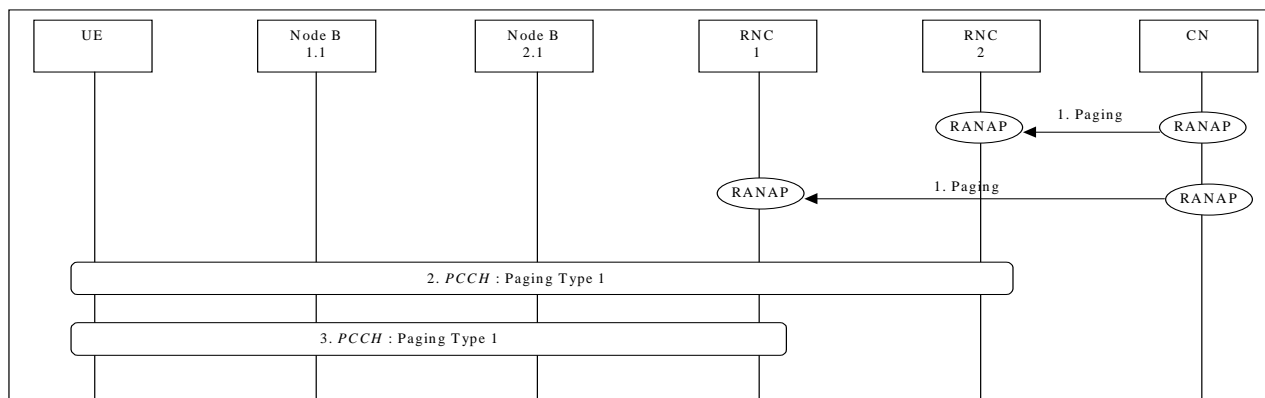 UE
Node B
1.1
Node B
2.1
RNC
1
RNC
2
CN
1. Paging
RANAP
RANAP
1. Paging
RANAP
RANAP
2. PCCH : Paging Type 1
3. PCCH : Paging Type 1